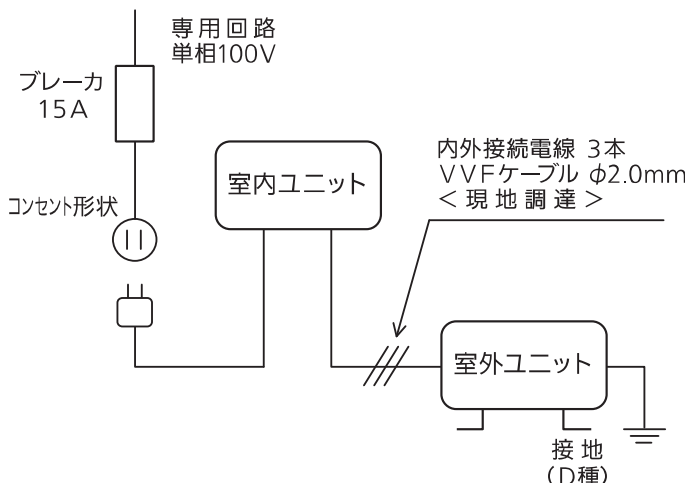 専用回路
単相100V
ブレーカ
15A
コンセント形状
室内ユニット
内外接続電線 3本
VVFケーブル φ2.0mm
<現地調達>
室外ユニット
接地
(D種)